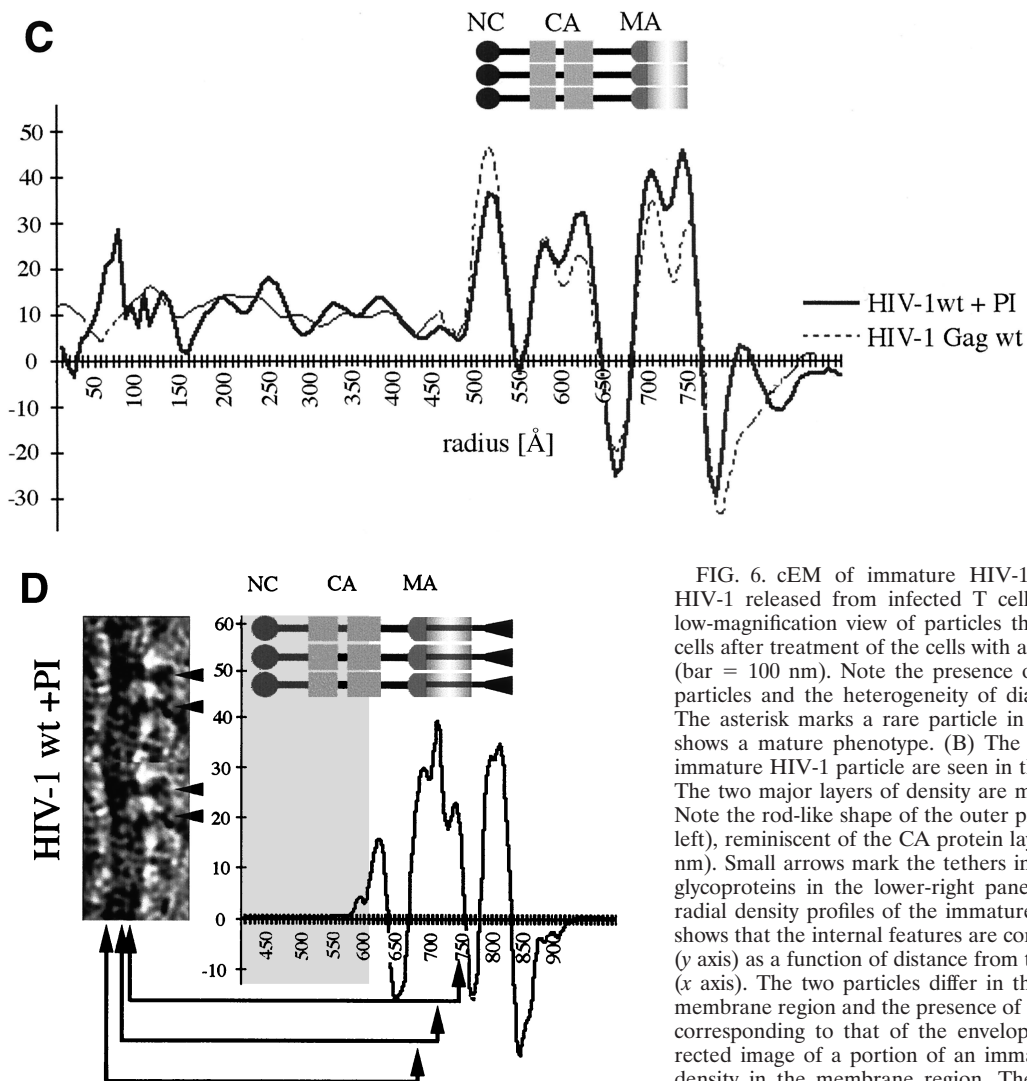 C
NC CA MA
50
40
30
20
10
0
-10
-20
-30
50 100 150 200 250 300 350 400 450 500 550 600 650 700 750
radius [Å]
HIV-1wt + PI
HIV-1 Gag wt
D
NC CA MA
HIV-1 wt +PI
60
50
40
30
20
10
0
-10
450 500 550 600 650 700 750 800 850 900
FIG. 6. cEM of immature HIV-1
HIV-1 released from infected T cell
low-magnification view of particles th
cells after treatment of the cells with a
(bar = 100 nm). Note the presence o
particles and the heterogeneity of dia
The asterisk marks a rare particle in
shows a mature phenotype. (B) The
immature HIV-1 particle are seen in t
The two major layers of density are m
Note the rod-like shape of the outer p
left), reminiscent of the CA protein lay
nm). Small arrows mark the tethers in
glycoproteins in the lower-right pane
radial density profiles of the immature
shows that the internal features are con
(y axis) as a function of distance from t
(x axis). The two particles differ in th
membrane region and the presence of
corresponding to that of the envelop
rected image of a portion of an imma
density in the membrane region. The